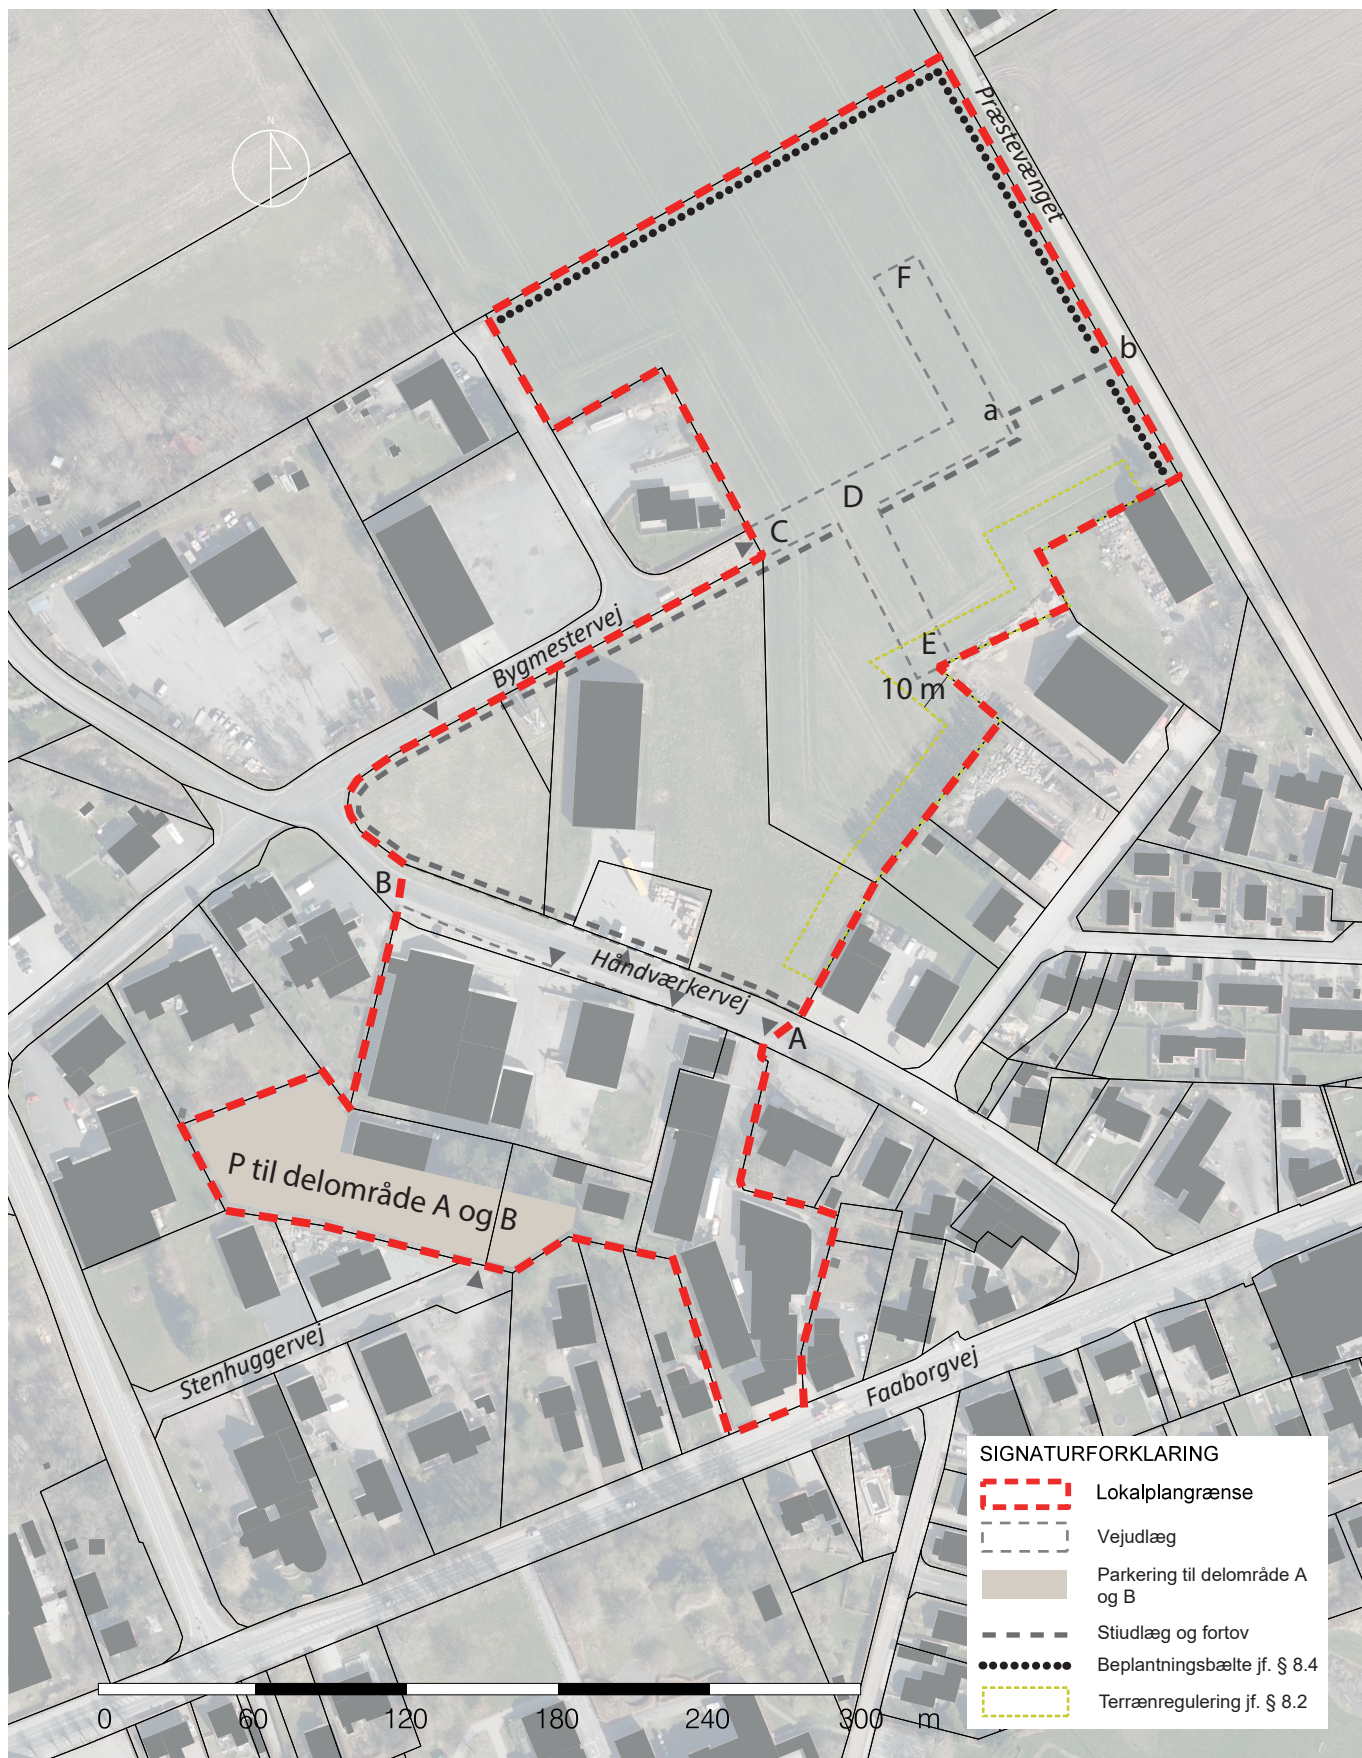 N
Præstevænget
F
b
a
D
C
Bygmestervej
E
10 m
B
Håndværkervej
A
P til delområde A og B
Stenhuggervej
Faaborgvej
SIGNATURFORKLARING
Lokalplangrænse
Vejudlæg
Parkering til delområde A
og B
Stiudlæg og fortov
Beplantningsbælte jf. § 8.4
Terrænregulering jf. § 8.2
0 60 120 180 240 300 m